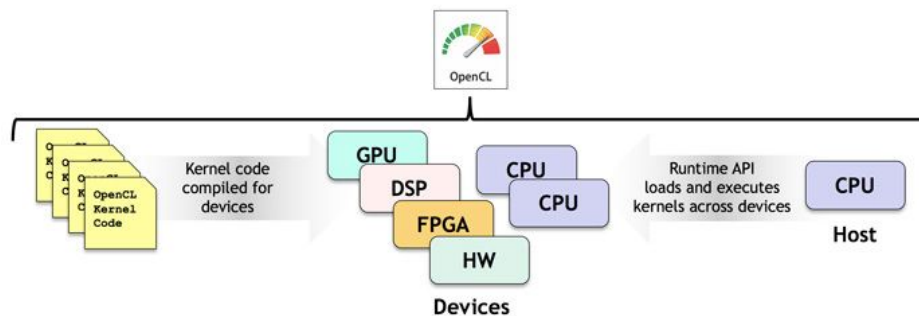 OpenCL
OpenCL
Kernel
Code
Kernel code
compiled for
devices
GPU
DSP
FPGA
HW
CPU
CPU
Devices
Runtime API
loads and executes
kernels across devices
CPU
Host